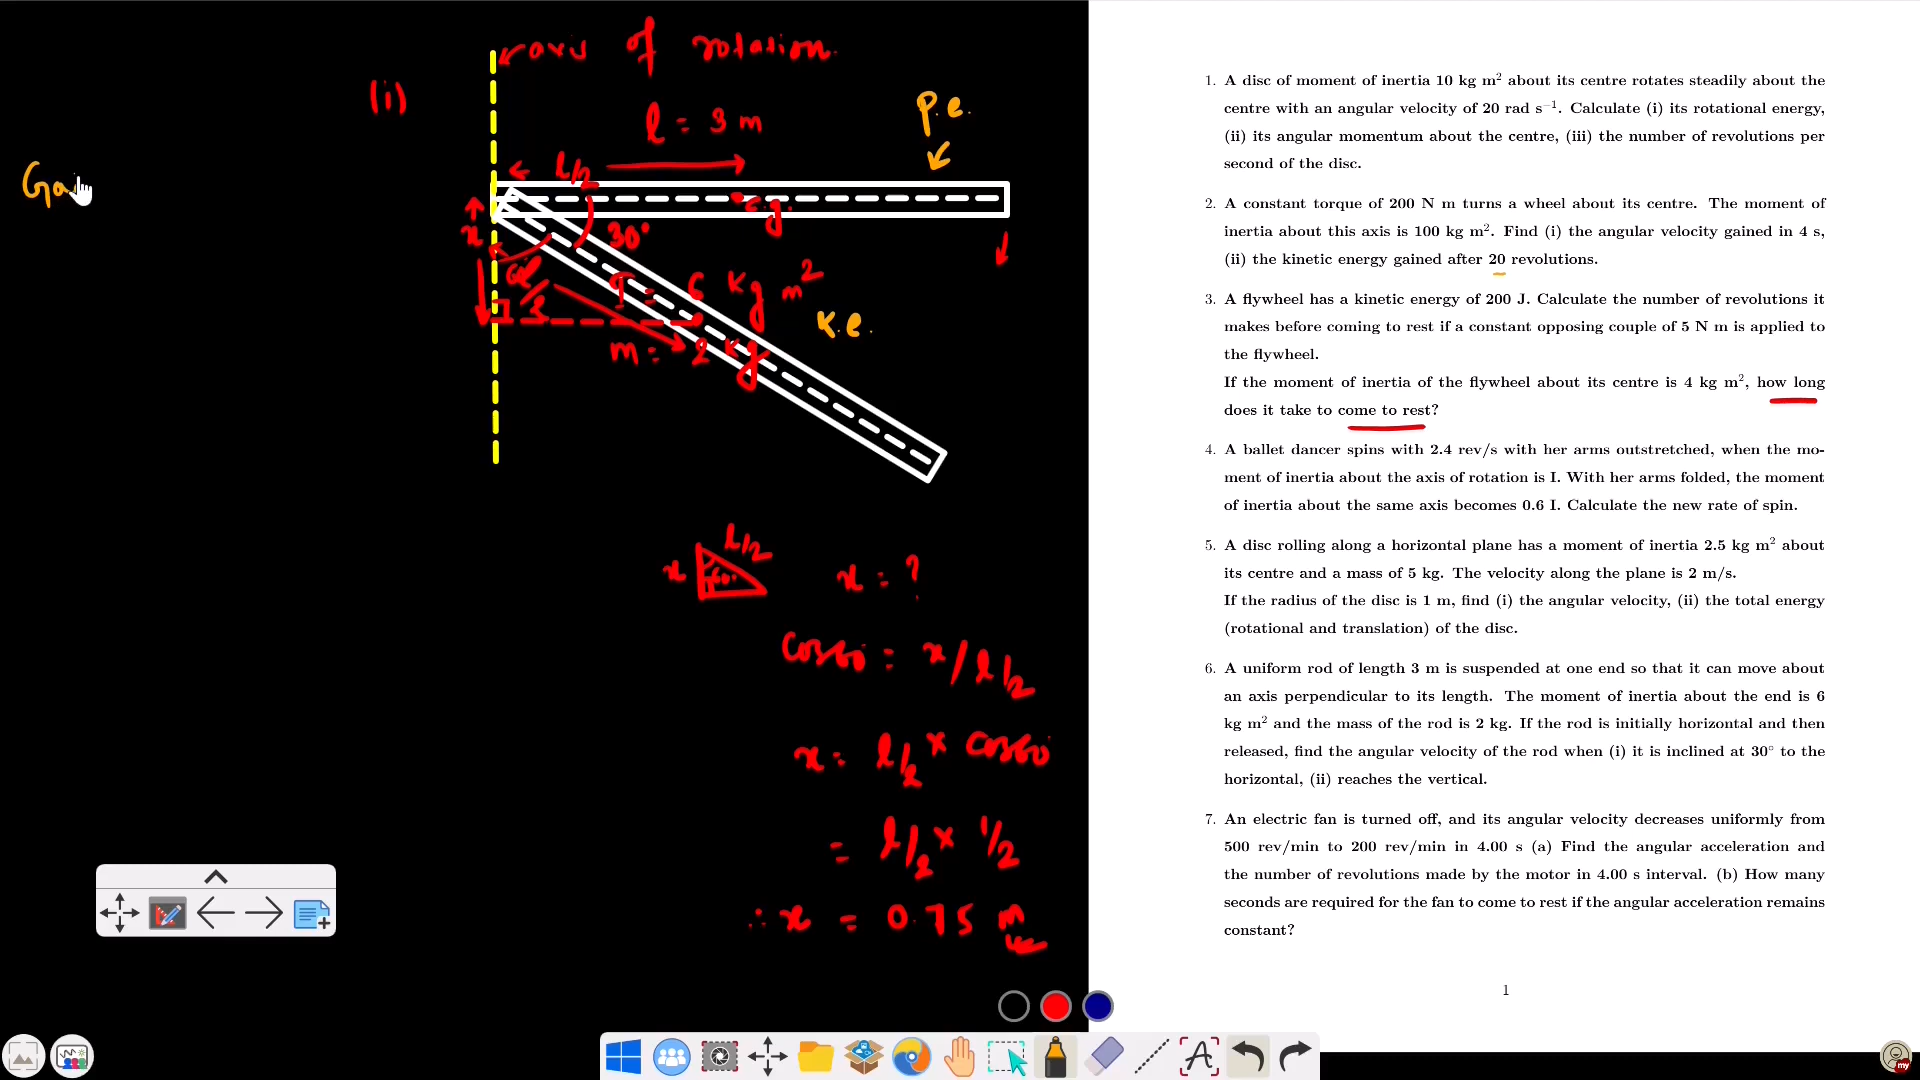 axis of rotation.
(i)
l = 3 m
P.e.
Ga
l/2
c.g.
x
30°
I = 6 kg m²
K.e.
m = 2 kg
l/2
x
60°
x = ?
cos60 = x/l/2
x = l/2 × cos60
= l/2 × 1/2
∴ x = 0.75 m
1. A disc of moment of inertia 10 kg m² about its centre rotates steadily about the
centre with an angular velocity of 20 rad s⁻¹. Calculate (i) its rotational energy,
(ii) its angular momentum about the centre, (iii) the number of revolutions per
second of the disc.
2. A constant torque of 200 N m turns a wheel about its centre. The moment of
inertia about this axis is 100 kg m². Find (i) the angular velocity gained in 4 s,
(ii) the kinetic energy gained after 20 revolutions.
3. A flywheel has a kinetic energy of 200 J. Calculate the number of revolutions it
makes before coming to rest if a constant opposing couple of 5 N m is applied to
the flywheel.
If the moment of inertia of the flywheel about its centre is 4 kg m², how long
does it take to come to rest?
4. A ballet dancer spins with 2.4 rev/s with her arms outstretched, when the mo-
ment of inertia about the axis of rotation is I. With her arms folded, the moment
of inertia about the same axis becomes 0.6 I. Calculate the new rate of spin.
5. A disc rolling along a horizontal plane has a moment of inertia 2.5 kg m² about
its centre and a mass of 5 kg. The velocity along the plane is 2 m/s.
If the radius of the disc is 1 m, find (i) the angular velocity, (ii) the total energy
(rotational and translation) of the disc.
6. A uniform rod of length 3 m is suspended at one end so that it can move about
an axis perpendicular to its length. The moment of inertia about the end is 6
kg m² and the mass of the rod is 2 kg. If the rod is initially horizontal and then
released, find the angular velocity of the rod when (i) it is inclined at 30° to the
horizontal, (ii) reaches the vertical.
7. An electric fan is turned off, and its angular velocity decreases uniformly from
500 rev/min to 200 rev/min in 4.00 s (a) Find the angular acceleration and
the number of revolutions made by the motor in 4.00 s interval. (b) How many
seconds are required for the fan to come to rest if the angular acceleration remains
constant?
1